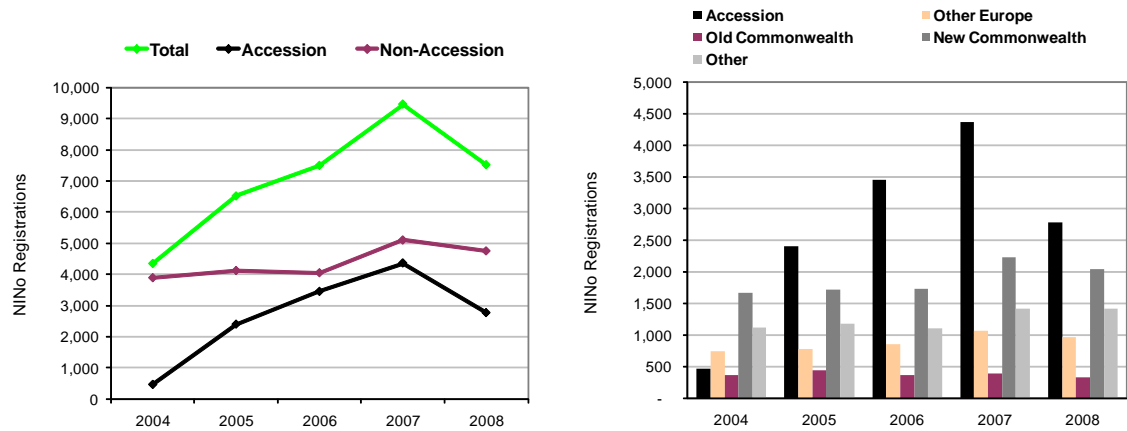 Total Accession Non-Accession
10,000
9,000
8,000
7,000
6,000
5,000
4,000
3,000
2,000
1,000
0
NINo Registrations
2004 2005 2006 2007 2008
Accession Other Europe
Old Commonwealth New Commonwealth
Other
5,000
4,500
4,000
3,500
3,000
2,500
2,000
1,500
1,000
500
-
NINo Registrations
2004 2005 2006 2007 2008